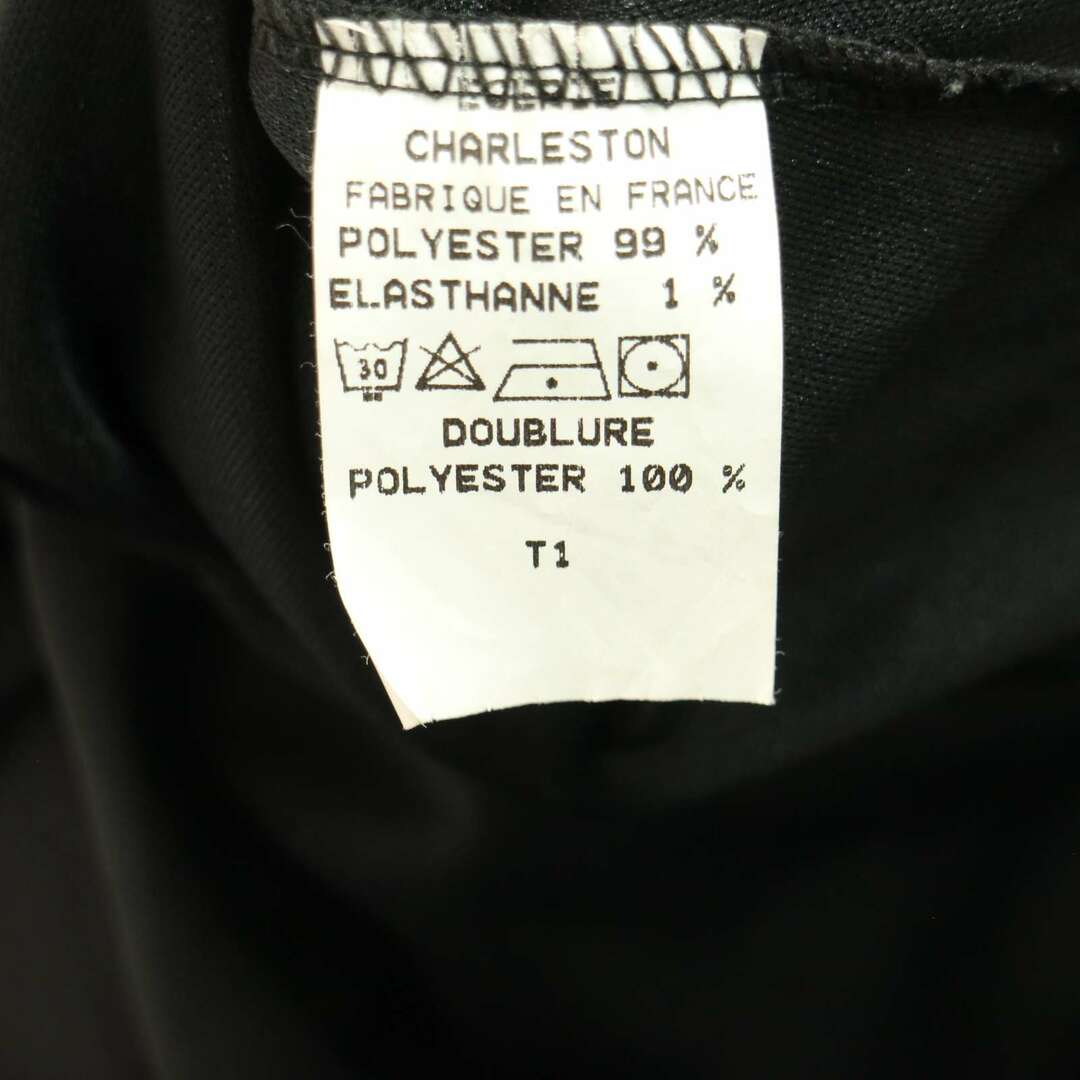 CHARLESTON
FABRIQUE EN FRANCE
POLYESTER 99 %
ELASTHANNE 1 %
30
DOUBLURE
POLYESTER 100 %
T1